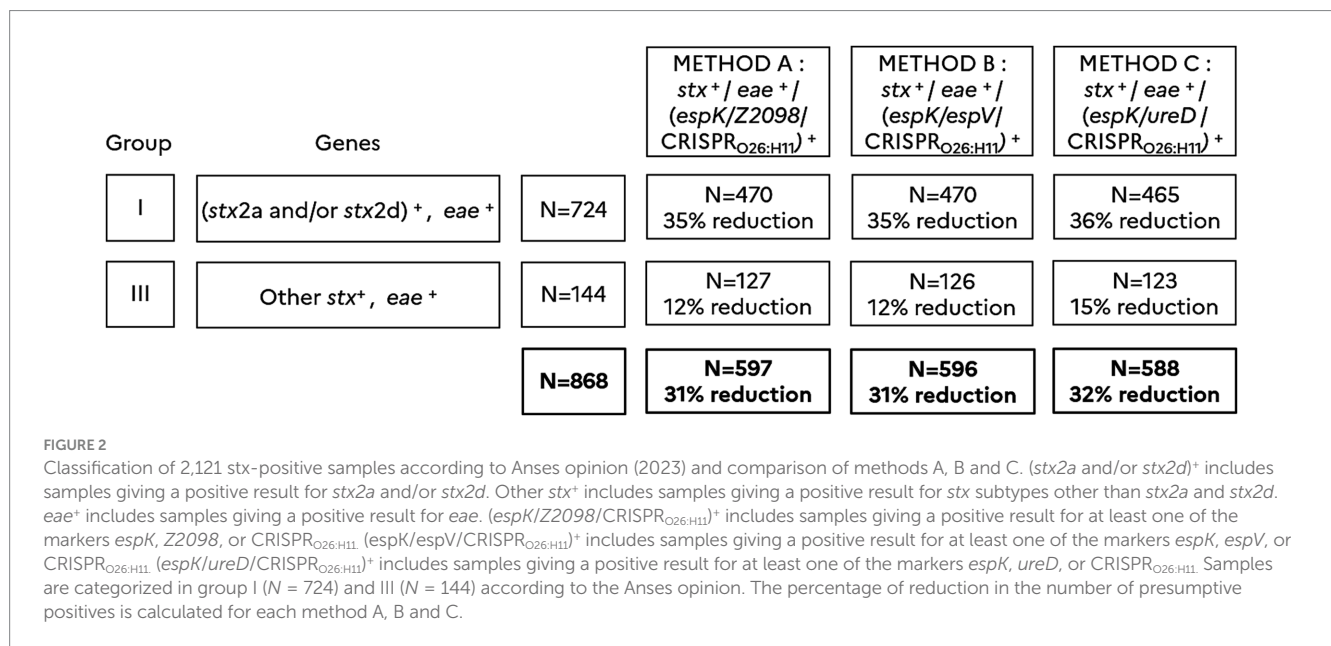 METHOD A :
stx⁺/ eae⁺/
(espK/Z2098/
CRISPR_O26:H11)⁺
METHOD B :
stx⁺/ eae⁺/
(espK/espV/
CRISPR_O26:H11)⁺
METHOD C :
stx⁺/ eae⁺/
(espK/ureD/
CRISPR_O26:H11)⁺
Group
Genes
I
(stx2a and/or stx2d)⁺, eae⁺
N=724
N=470
35% reduction
N=470
35% reduction
N=465
36% reduction
III
Other stx⁺, eae⁺
N=144
N=127
12% reduction
N=126
12% reduction
N=123
15% reduction
N=868
N=597
31% reduction
N=596
31% reduction
N=588
32% reduction
FIGURE 2
Classification of 2,121 stx-positive samples according to Anses opinion (2023) and comparison of methods A, B and C. (stx2a and/or stx2d)⁺ includes
samples giving a positive result for stx2a and/or stx2d. Other stx⁺ includes samples giving a positive result for stx subtypes other than stx2a and stx2d.
eae⁺ includes samples giving a positive result for eae. (espK/Z2098/CRISPR_O26:H11)⁺ includes samples giving a positive result for at least one of the
markers espK, Z2098, or CRISPR_O26:H11. (espK/espV/CRISPR_O26:H11)⁺ includes samples giving a positive result for at least one of the markers espK, espV, or
CRISPR_O26:H11. (espK/ureD/CRISPR_O26:H11)⁺ includes samples giving a positive result for at least one of the markers espK, ureD, or CRISPR_O26:H11. Samples
are categorized in group I (N = 724) and III (N = 144) according to the Anses opinion. The percentage of reduction in the number of presumptive
positives is calculated for each method A, B and C.